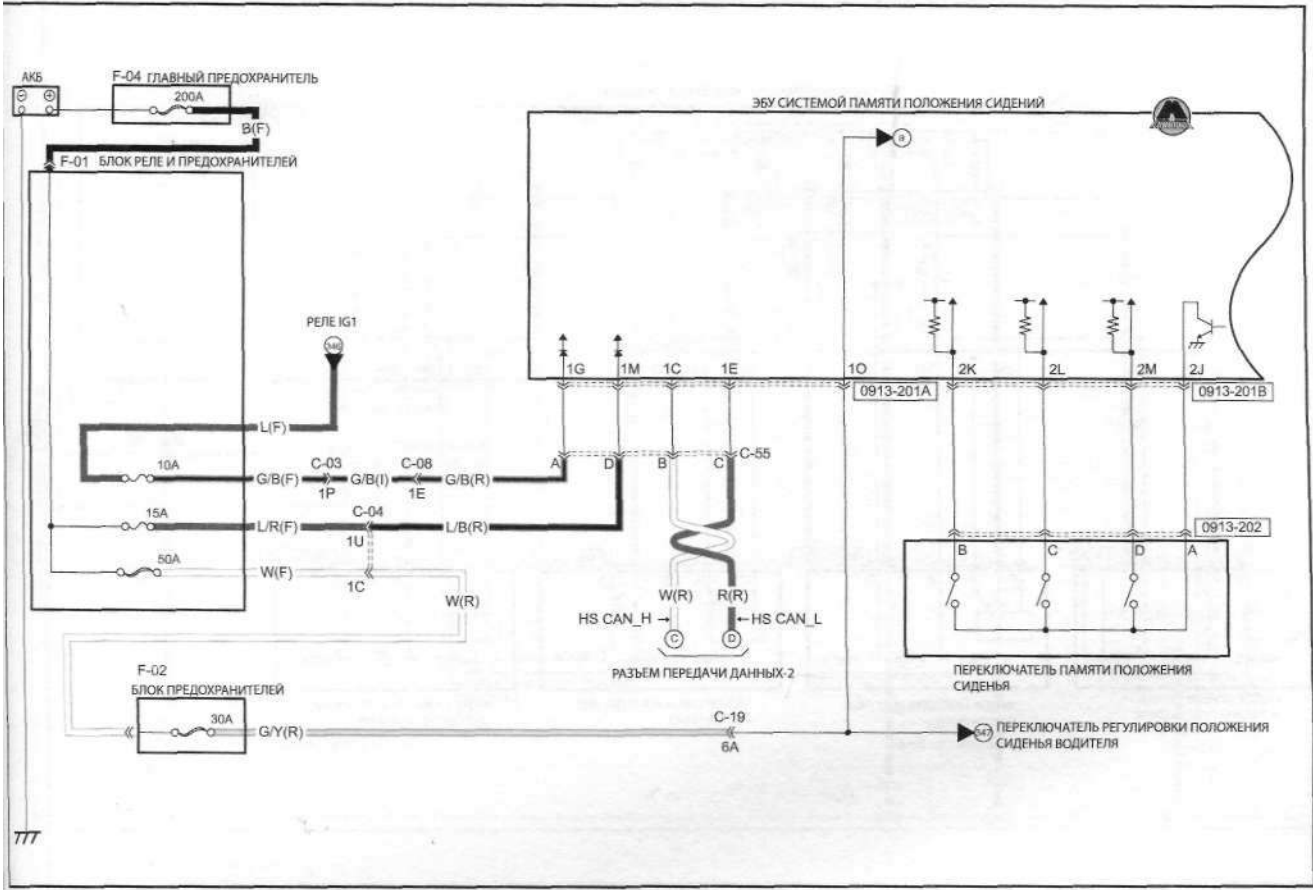 АКБ
F-04 ГЛАВНЫЙ ПРЕДОХРАНИТЕЛЬ
200A
B(F)
F-01 БЛОК РЕЛЕ И ПРЕДОХРАНИТЕЛЕЙ
ЭБУ СИСТЕМОЙ ПАМЯТИ ПОЛОЖЕНИЯ СИДЕНИЙ
a
РЕЛЕ IG1
346
1G 1M 1C 1E 1O 2K 2L 2M 2J
0913-201A 0913-201B
L(F)
10A
G/B(F) C-03 G/B(I) C-08 G/B(R)
1P 1E
A D B C C-55
15A
L/R(F) C-04 L/B(R)
1U
50A
W(F)
1C
W(R)
0913-202
B C D A
W(R) R(R)
HS CAN_H HS CAN_L
C D
РАЗЪЕМ ПЕРЕДАЧИ ДАННЫХ-2
ПЕРЕКЛЮЧАТЕЛЬ ПАМЯТИ ПОЛОЖЕНИЯ
СИДЕНЬЯ
F-02
БЛОК ПРЕДОХРАНИТЕЛЕЙ
30A
G/Y(R)
C-19
6A
347 ПЕРЕКЛЮЧАТЕЛЬ РЕГУЛИРОВКИ ПОЛОЖЕНИЯ
СИДЕНЬЯ ВОДИТЕЛЯ